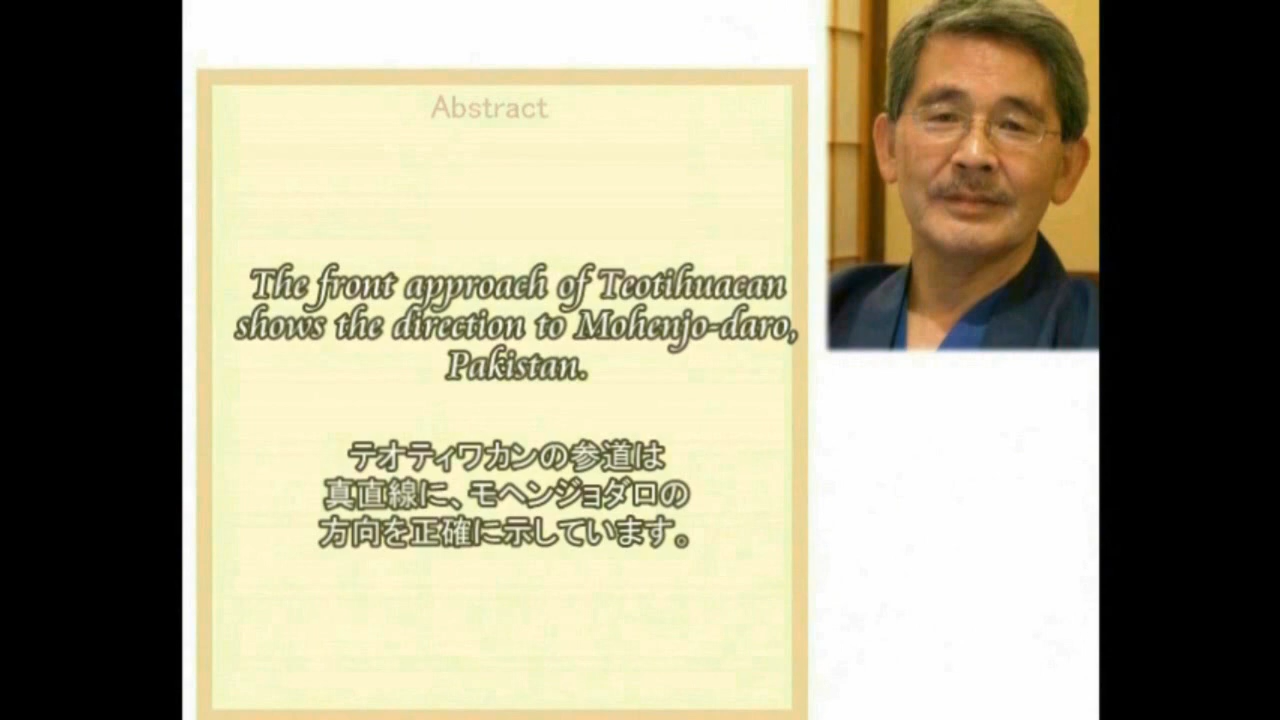 Abstract
The front approach of Teotihuacan
shows the direction to Mohenjo-daro,
Pakistan.
テオティワカンの参道は
真直線に、モヘンジョダロの
方向を正確に示しています。